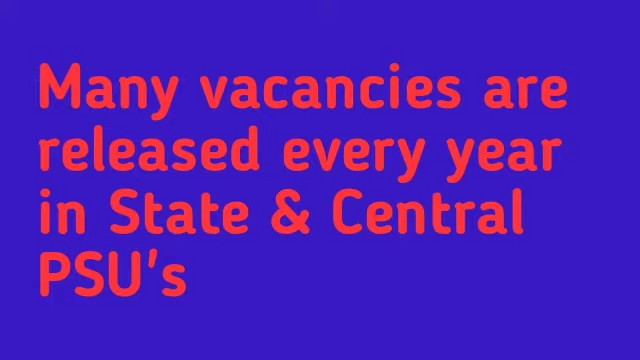 Many vacancies are
released every year
in State & Central
PSU's